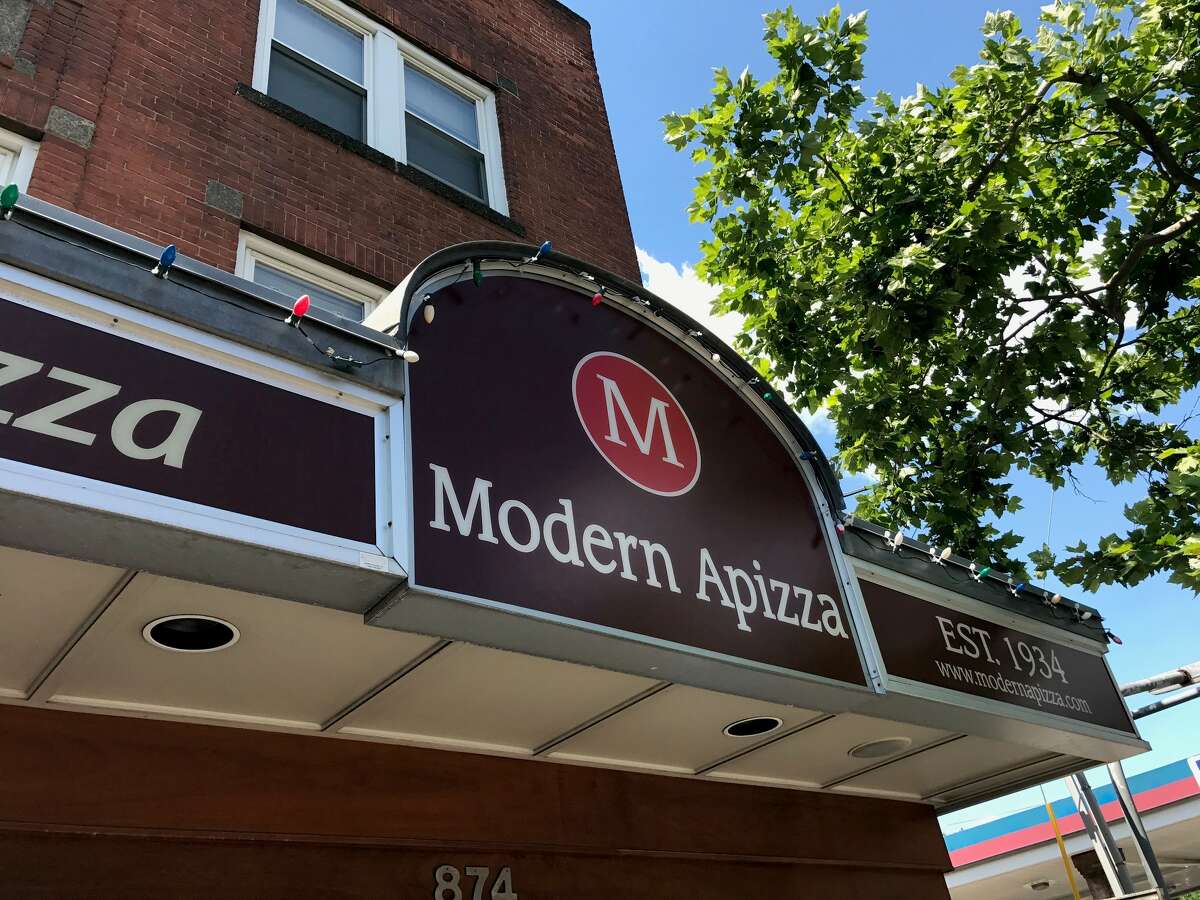 zza
M
Modern Apizza
EST. 1934
www.modernapizza.com
874